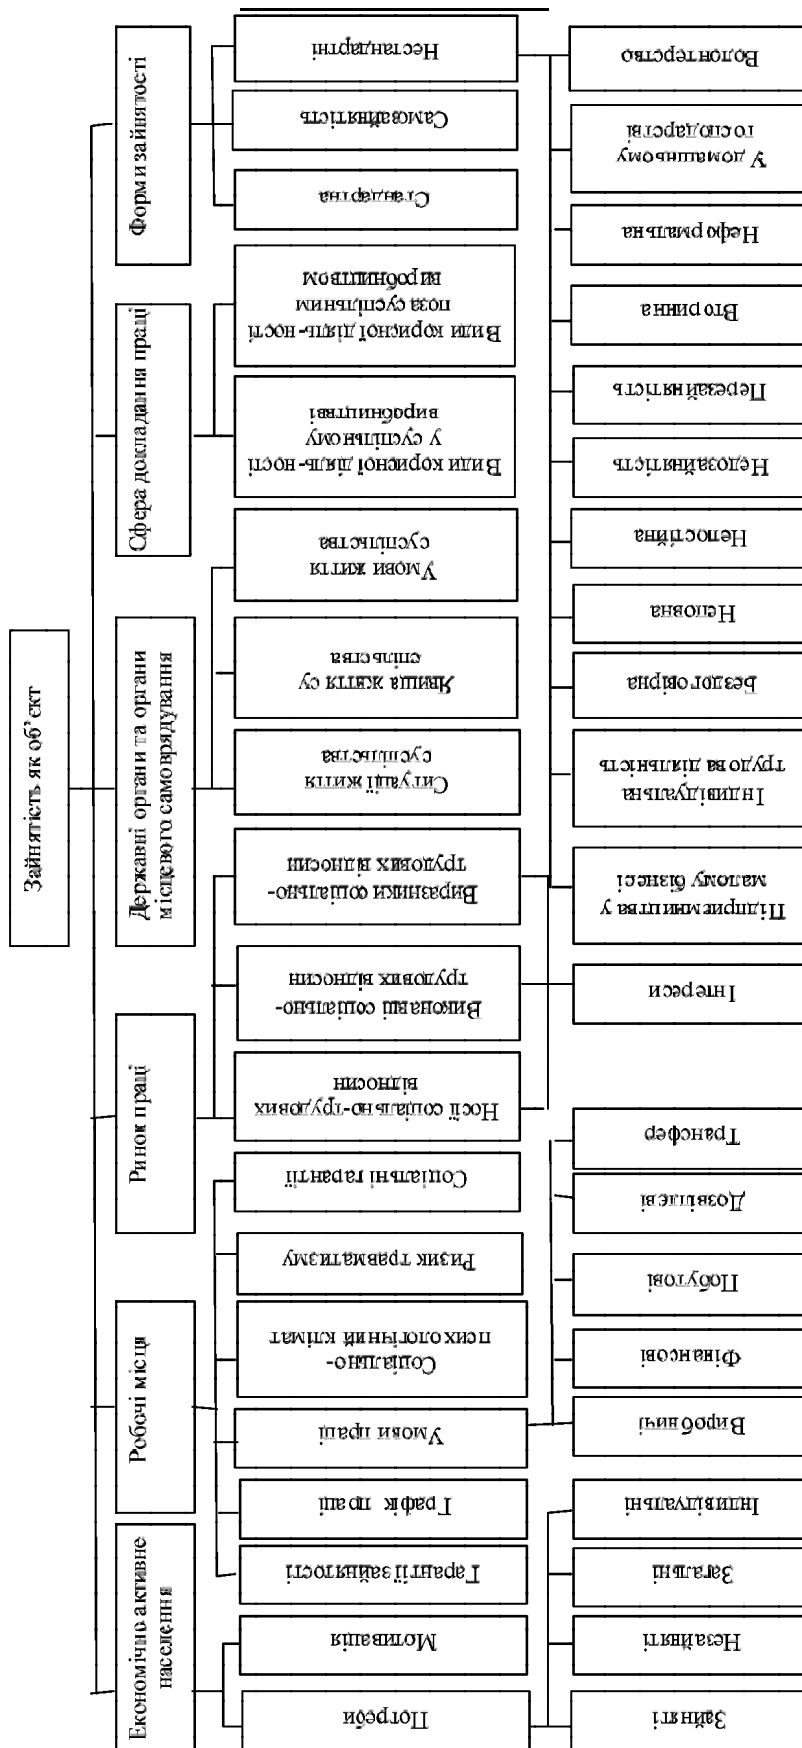 Зайнятість як об’єкт
Економічно активне
населення
Робочі місця
Ринок праці
Державні органи та органи
місцевого самоврядування
Сфера докладання праці
Форми зайнятості
Потреби
Мотивація
Гарантії зайнятості
Графік праці
Умови праці
Соціально-
психологічний клімат
Ризик травматизму
Соціальні гарантії
Носії соціально-трудових
відносин
Виконавці соціально-
трудових відносин
Виразники соціально-
трудових відносин
Ситуації життя
суспільства
Явища життя су
спільства
Умови життя
суспільства
Види корисної діяль-ності
у суспільному
виробництві
Види корисної діяль-ності
поза суспільним
виробництвом
Стандартна
Самозайнятість
Нестандартні
Зайняті
Незайняті
Загальні
Індивідуальні
Виробничі
Фінансові
Побутові
Дозвіллєві
Трансфер
Інтереси
Підприємництва у
малому бізнесі
Індивідуальна
трудова діяльність
Бездоговірна
Неповна
Непостійна
Недозайнятість
Перезайнятість
Вторинна
Неформальна
У домашньому
господарстві
Волонтерство